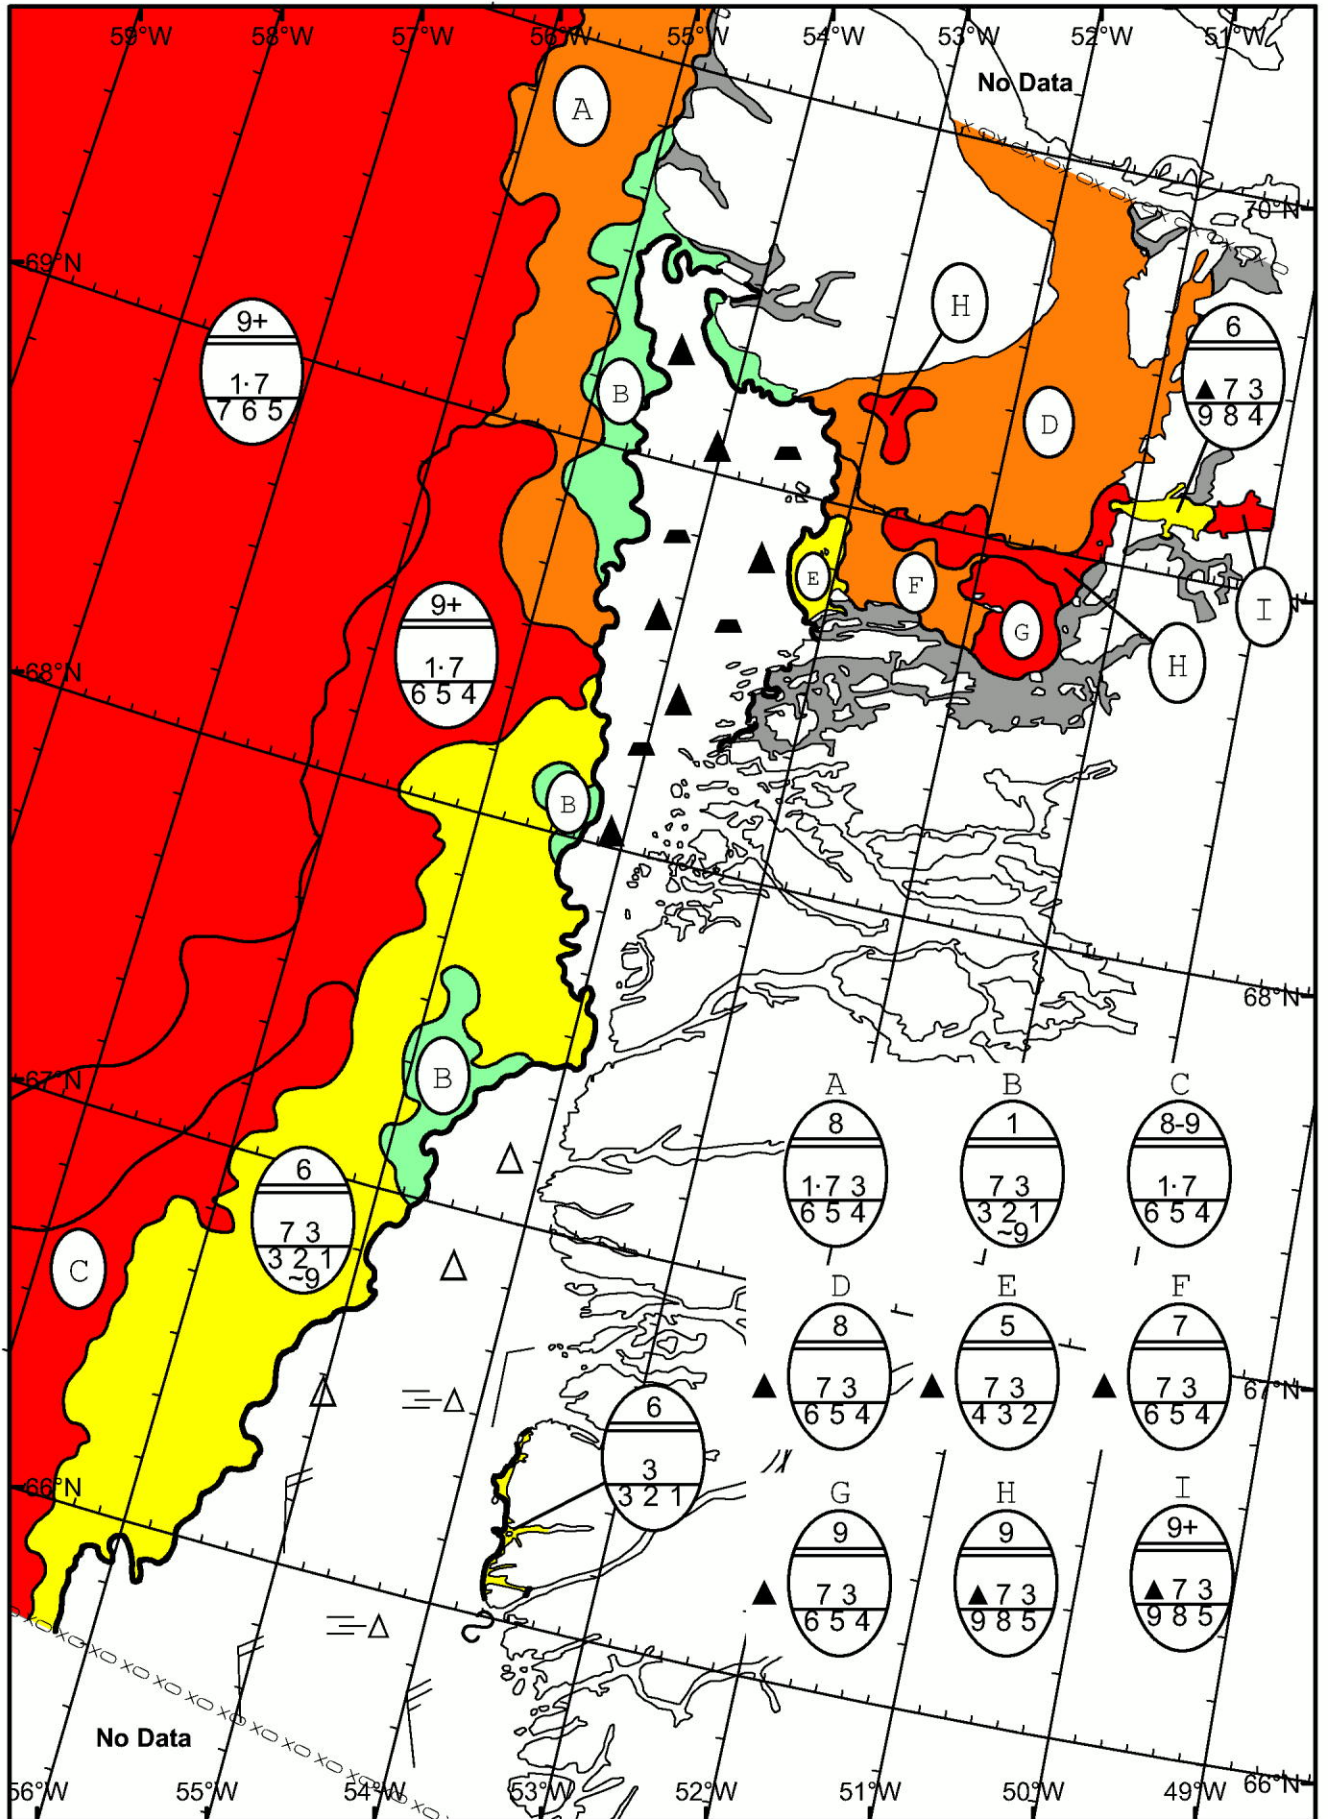 59°W 58°W 57°W 56°W 55°W 54°W 53°W 52°W 51°W
No Data
A
70°N
69°N
H
9+
1·7
7 6 5
6
▲ 7 3
9 8 4
B
D
E
F
G
I
H
9+
1·7
6 5 4
68°N
B
68°N
67°N
B
6
7 3
3 2 1
~9
C
A B C
8 1 8-9
1·7 3 7 3 1·7
6 5 4 3 2 1 6 5 4
~9
D E F
8 5 7
7 3 7 3 7 3
6 5 4 4 3 2 6 5 4
67°N
6
3
3 2 1
66°N
G H I
9 9 9+
7 3 ▲ 7 3 ▲ 7 3
6 5 4 9 8 5 9 8 5
No Data
66°N
56°W 55°W 54°W 53°W 52°W 51°W 50°W 49°W